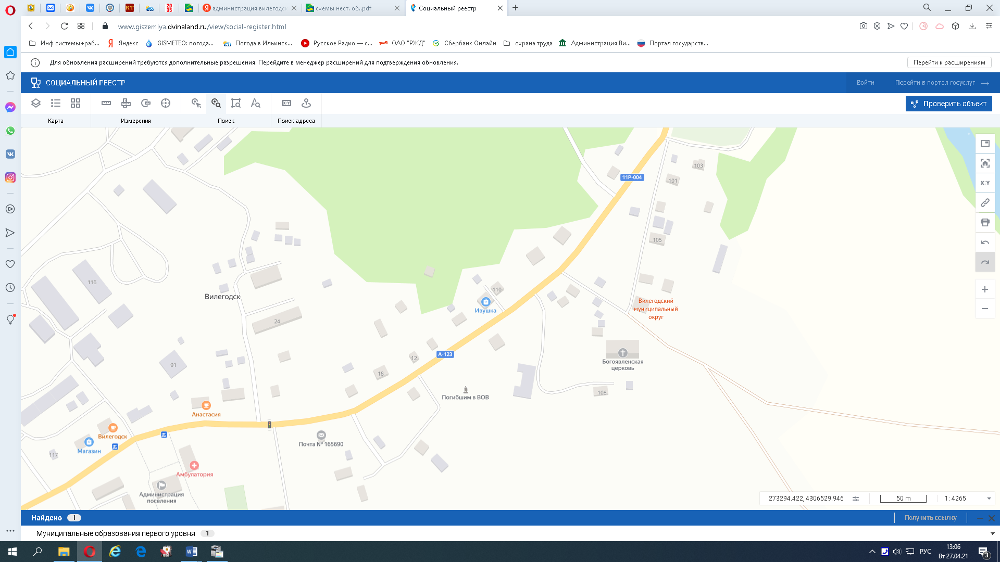 администрация вилегодс
схемы нест. об..pdf
Социальный реестр
www.giszemlya.dvinaland.ru/view/social-register.html
Инф системы+раб...
Яндекс
GISMETEO: погода...
Погода в Ильинск...
Русское Радио — с...
ОАО "РЖД"
Сбербанк Онлайн
охрана труда
Администрация Ви...
Портал государств...
Для обновления расширений требуются дополнительные разрешения. Перейдите в менеджер расширений для подтверждения обновления.
Перейти к расширениям
СОЦИАЛЬНЫЙ РЕЕСТР
Войти
Перейти в портал госуслуг
Проверить объект
Карта
Измерения
Поиск
Поиск адреса
X:Y
11Р-004
103
101
105
116
Вилегодск
110
Ивушка
Вилегодский
муниципальный
округ
24
А-123
12
18
91
Богоявленская
церковь
108
Погибшим в ВОВ
Анастасия
Вилегодск
Магазин
117
Почта № 165690
Амбулатория
Администрация
поселения
273294.422, 4306529.946
50 m
1: 4265
Найдено 1
Получить ссылку
Муниципальные образования первого уровня 1
РУС
13:06
Вт 27.04.21
3